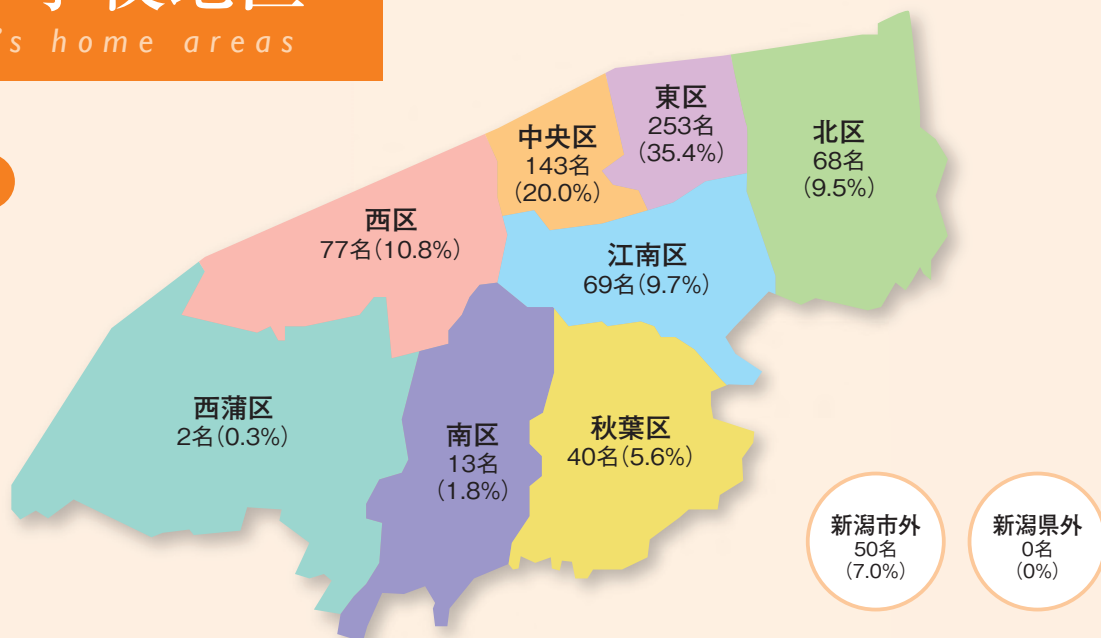 学校地区
's home areas
東区
253名
(35.4%)
中央区
143名
(20.0%)
北区
68名
(9.5%)
西区
77名(10.8%)
江南区
69名(9.7%)
西蒲区
2名(0.3%)
南区
13名
(1.8%)
秋葉区
40名(5.6%)
新潟市外
50名
(7.0%)
新潟県外
0名
(0%)